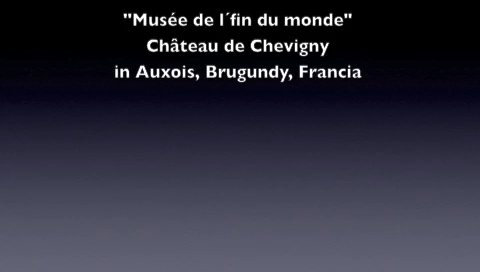 "Musée de l´fin du monde"
Château de Chevigny
in Auxois, Brugundy, Francia